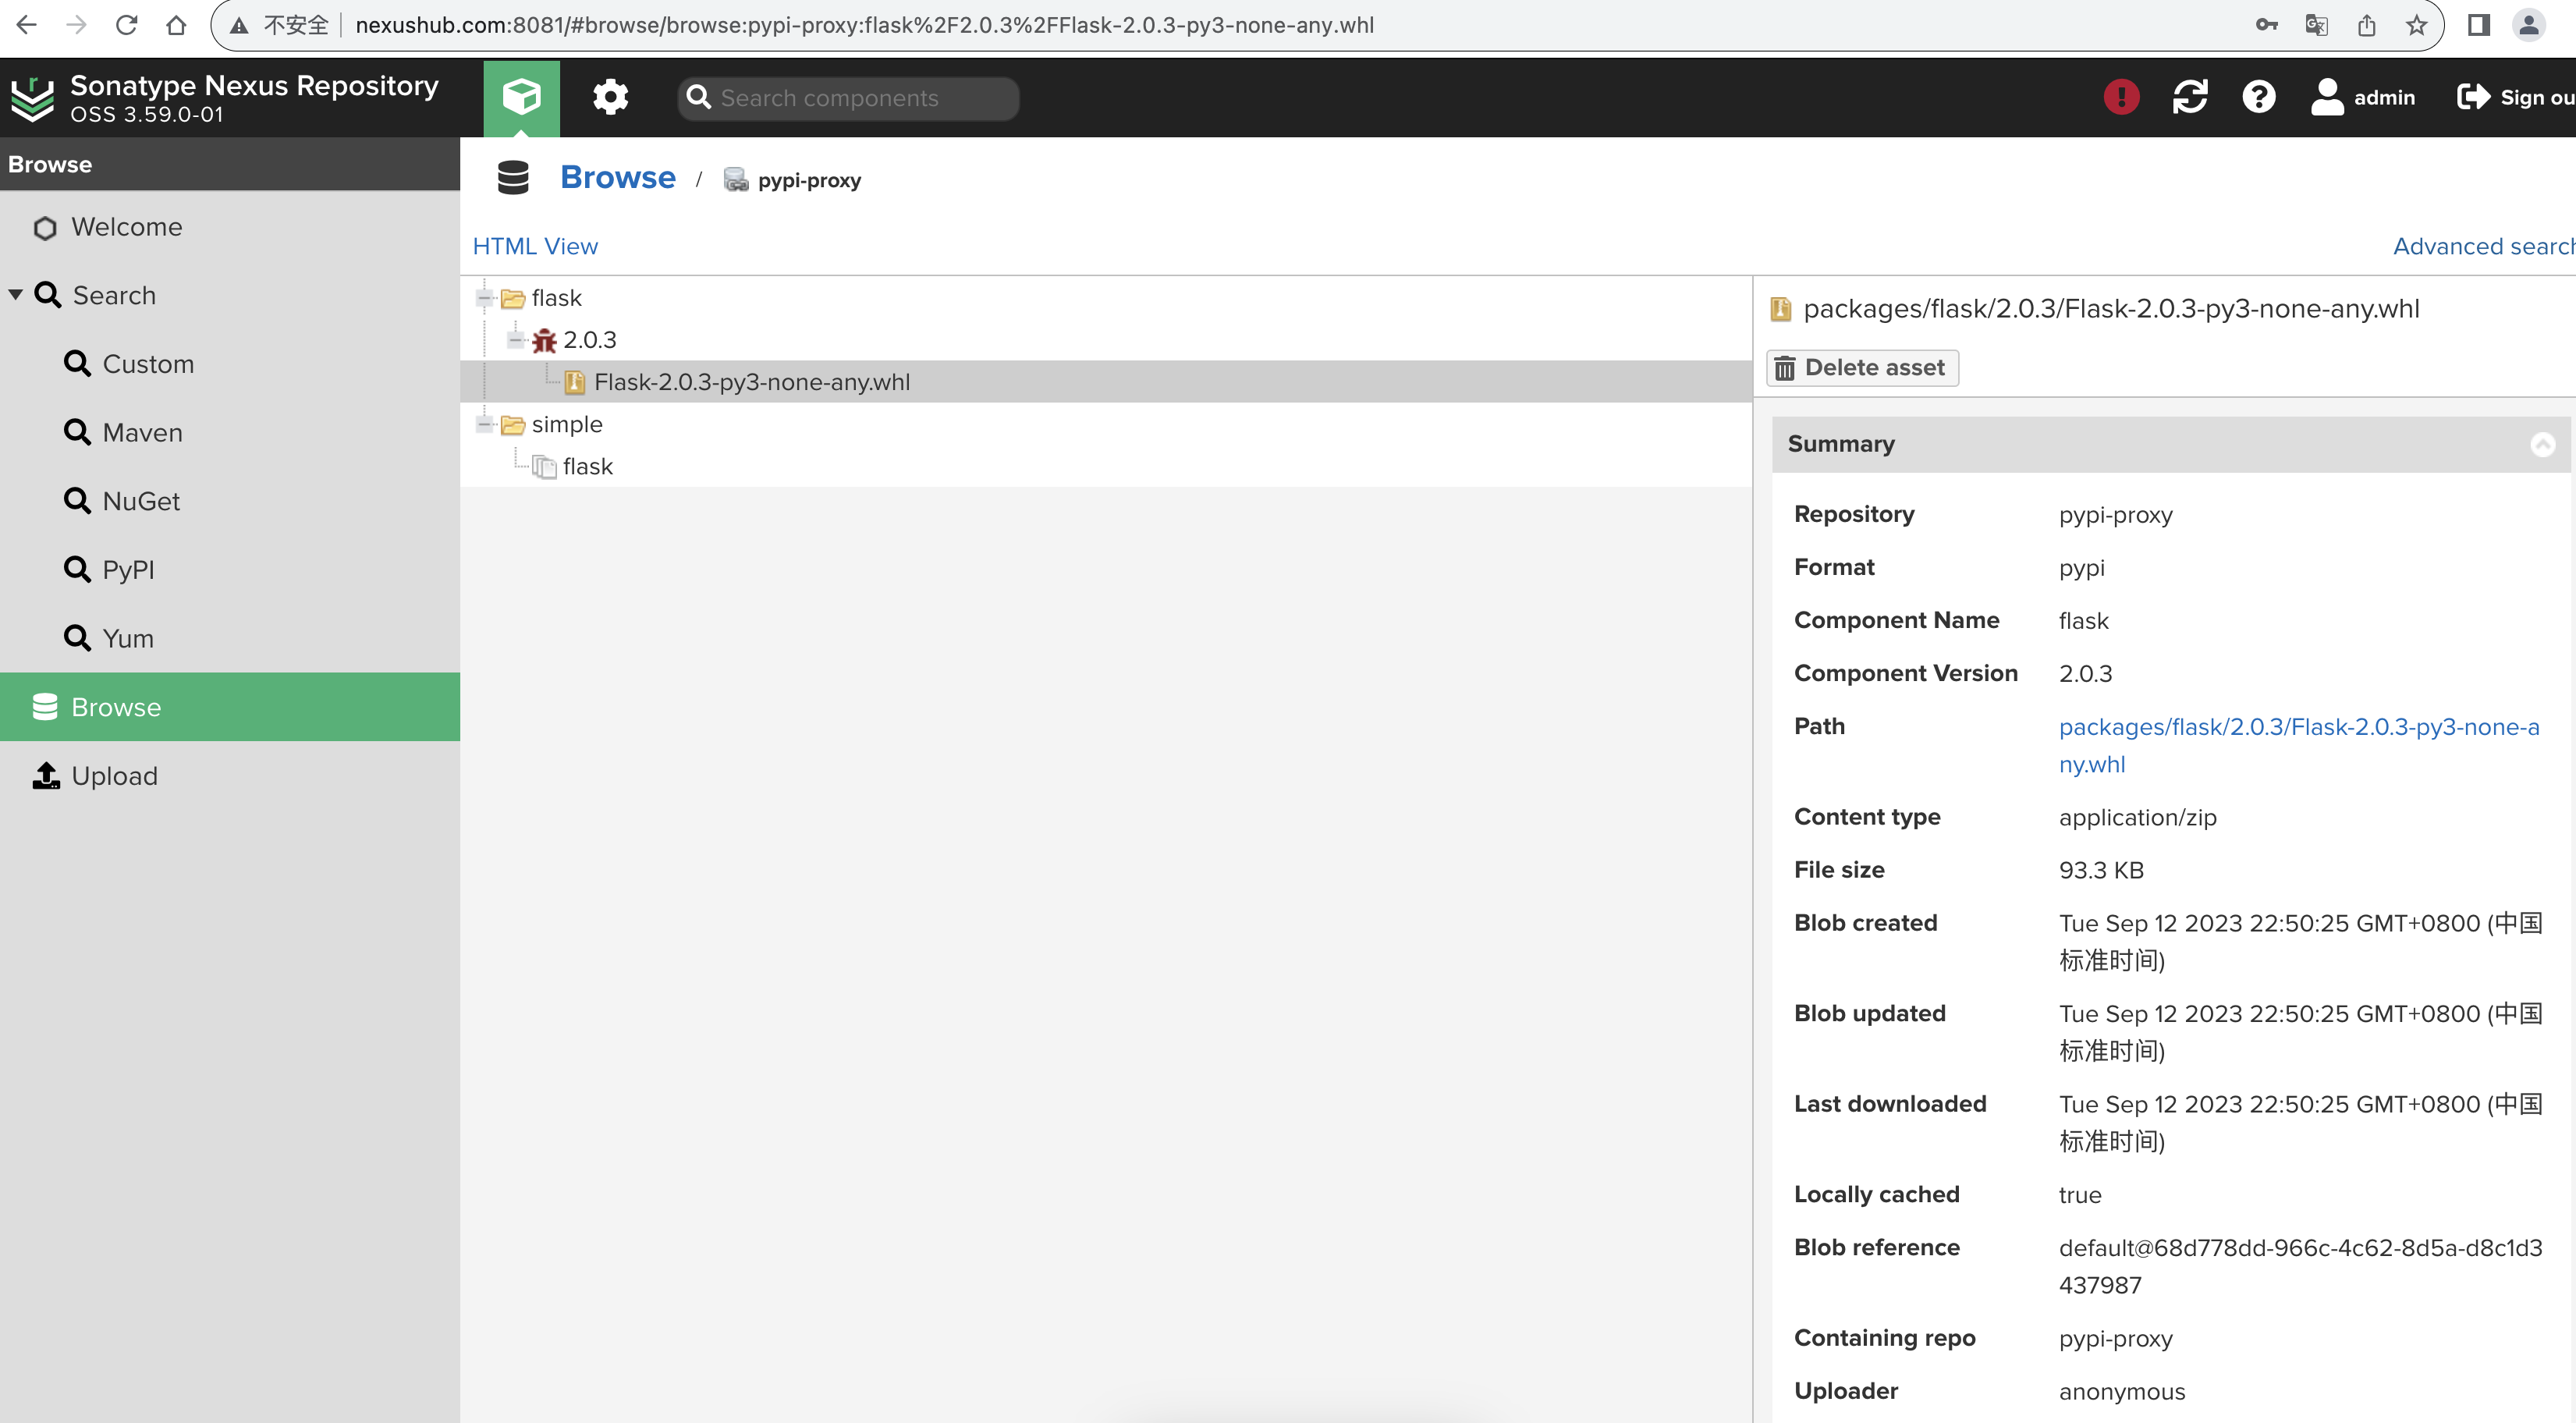 不安全 nexushub.com:8081/#browse/browse:pypi-proxy:flask%2F2.0.3%2FFlask-2.0.3-py3-none-any.whl
Sonatype Nexus Repository
OSS 3.59.0-01
Search components
admin
Sign ou
Browse
Welcome
Search
Custom
Maven
NuGet
PyPI
Yum
Browse
Upload
Browse / pypi-proxy
HTML View
Advanced search
flask
2.0.3
Flask-2.0.3-py3-none-any.whl
simple
flask
packages/flask/2.0.3/Flask-2.0.3-py3-none-any.whl
Delete asset
Summary
Repository pypi-proxy
Format pypi
Component Name flask
Component Version 2.0.3
Path packages/flask/2.0.3/Flask-2.0.3-py3-none-a
ny.whl
Content type application/zip
File size 93.3 KB
Blob created Tue Sep 12 2023 22:50:25 GMT+0800 (中国
标准时间)
Blob updated Tue Sep 12 2023 22:50:25 GMT+0800 (中国
标准时间)
Last downloaded Tue Sep 12 2023 22:50:25 GMT+0800 (中国
标准时间)
Locally cached true
Blob reference default@68d778dd-966c-4c62-8d5a-d8c1d3
437987
Containing repo pypi-proxy
Uploader anonymous